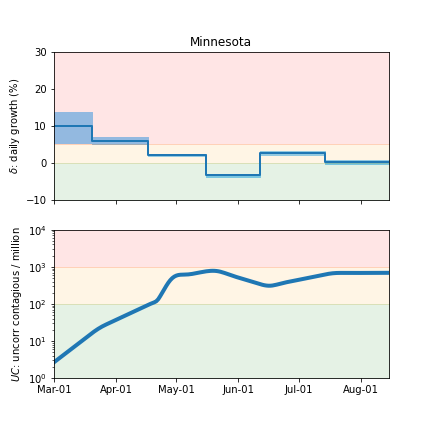 Minnesota
δ: daily growth (%)
30
20
10
0
−10
UC: uncorr contagious / million
10⁴
10³
10²
10¹
10⁰
Mar-01 Apr-01 May-01 Jun-01 Jul-01 Aug-01